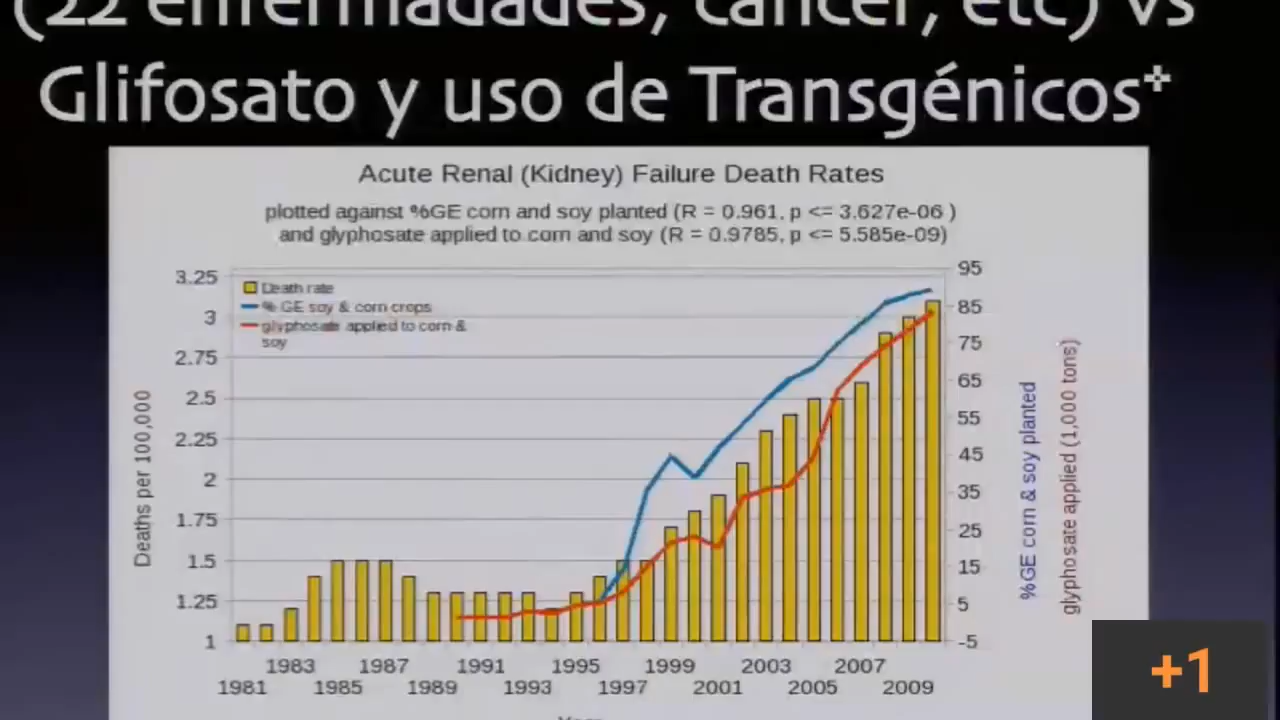 (22 enfermadades, cáncer, etc) vs
Glifosato y uso de Transgénicos+
Acute Renal (Kidney) Failure Death Rates
plotted against %GE corn and soy planted (R = 0.961, p <= 3.627e-06 )
and glyphosate applied to corn and soy (R = 0.9785, p <= 5.585e-09)
Death rate
% GE soy & corn crops
glyphosate applied to corn &
soy
3.25
3
2.75
2.5
2.25
2
1.75
1.5
1.25
1
Deaths per 100,000
95
85
75
65
55
45
35
25
15
5
-5
%GE corn & soy planted
glyphosate applied (1,000 tons)
1983 1987 1991 1995 1999 2003 2007
1981 1985 1989 1993 1997 2001 2005 2009
+1